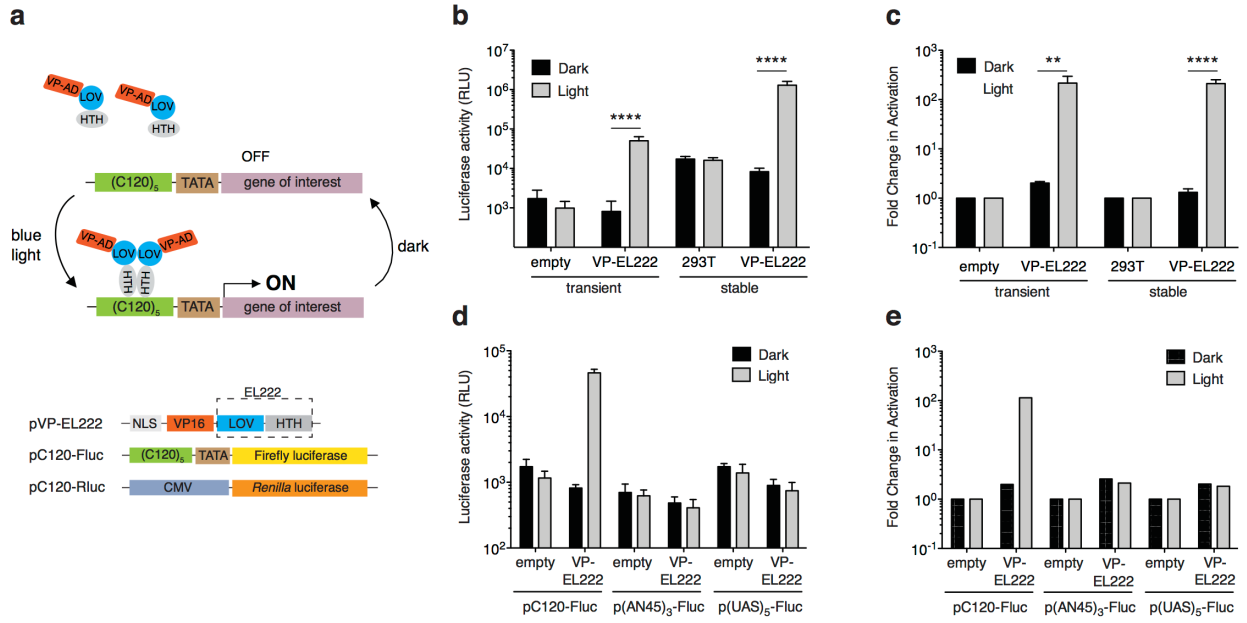 a
VP-AD
LOV
HTH
VP-AD
LOV
HTH
OFF
(C120)5
TATA
gene of interest
blue
light
dark
VP-AD
LOV
LOV
VP-AD
HTH
HTH
ON
(C120)5
TATA
gene of interest
EL222
pVP-EL222
NLS
VP16
LOV
HTH
pC120-Fluc
(C120)5
TATA
Firefly luciferase
pC120-Rluc
CMV
Renilla luciferase
b
Luciferase activity (RLU)
10^7
10^6
10^5
10^4
10^3
Dark
Light
****
****
empty
VP-EL222
293T
VP-EL222
transient
stable
c
Fold Change in Activation
10^3
10^2
10^1
10^0
10^-1
Dark
Light
**
****
empty
VP-EL222
293T
VP-EL222
transient
stable
d
Luciferase activity (RLU)
10^5
10^4
10^3
10^2
Dark
Light
empty
VP-
EL222
empty
VP-
EL222
empty
VP-
EL222
pC120-Fluc
p(AN45)3-Fluc
p(UAS)5-Fluc
e
Fold Change in Activation
10^3
10^2
10^1
10^0
10^-1
Dark
Light
empty
VP-
EL222
empty
VP-
EL222
empty
VP-
EL222
pC120-Fluc
p(AN45)3-Fluc
p(UAS)5-Fluc